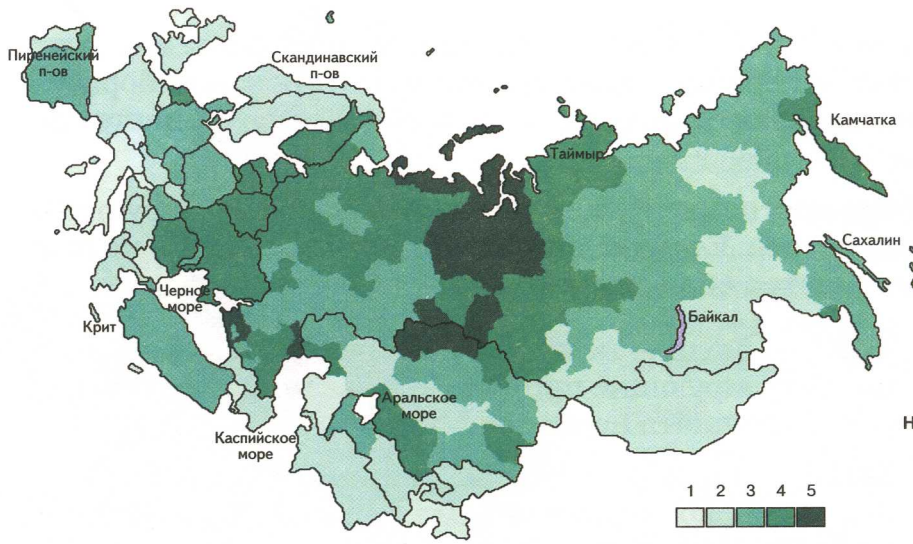 Пиренейский
п-ов
Скандинавский
п-ов
Камчатка
Таймыр
Сахалин
Черное
море
Байкал
Крит
Аральское
море
Каспийское
море
Н
1 2 3 4 5